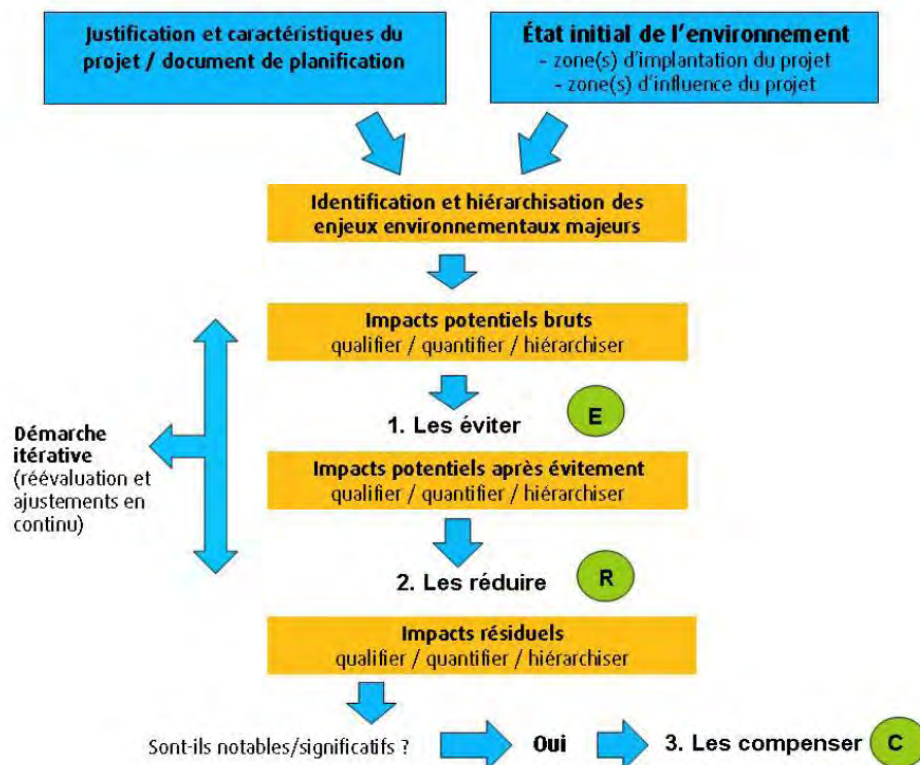 Justification et caractéristiques du
projet / document de planification
État initial de l'environnement
- zone(s) d'implantation du projet
- zone(s) d'influence du projet
Identification et hiérarchisation des
enjeux environnementaux majeurs
Impacts potentiels bruts
qualifier / quantifier / hiérarchiser
1. Les éviter
E
Démarche
itérative
(réévaluation et
ajustements en
continu)
Impacts potentiels après évitement
qualifier / quantifier / hiérarchiser
2. Les réduire
R
Impacts résiduels
qualifier / quantifier / hiérarchiser
Sont-ils notables/significatifs ?
Oui
3. Les compenser
C